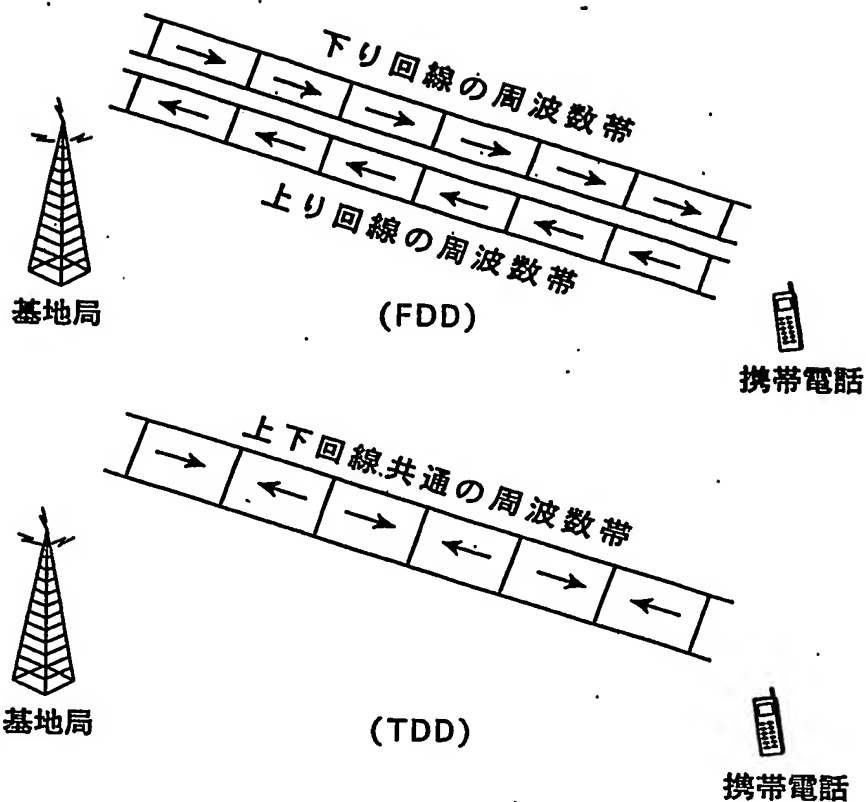 下り回線の周波数帯
上り回線の周波数帯
基地局
(FDD)
携帯電話
上下回線共通の周波数帯
基地局
(TDD)
携帯電話